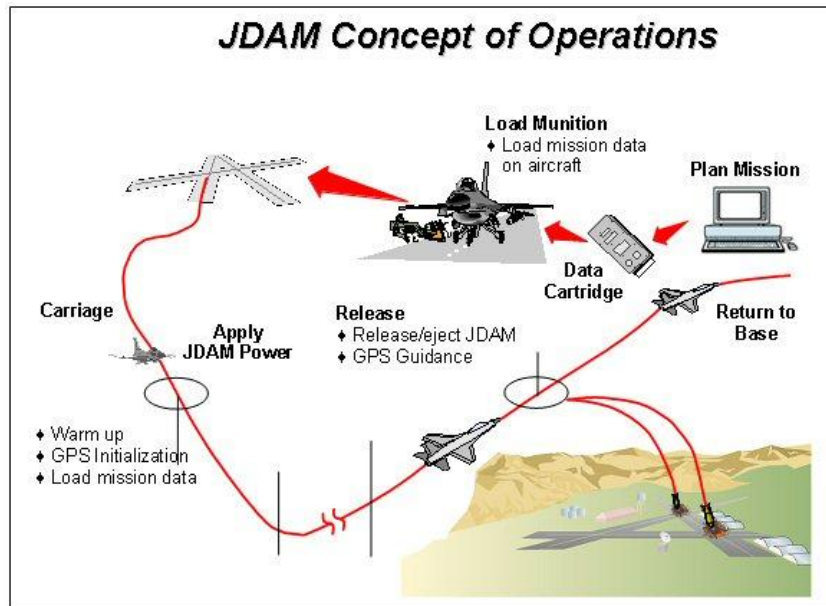 JDAM Concept of Operations
Load Munition
♦ Load mission data
on aircraft
Plan Mission
Data
Cartridge
Return to
Base
Carriage
Apply
JDAM Power
Release
♦ Release/eject JDAM
♦ GPS Guidance
♦ Warm up
♦ GPS Initialization
♦ Load mission data